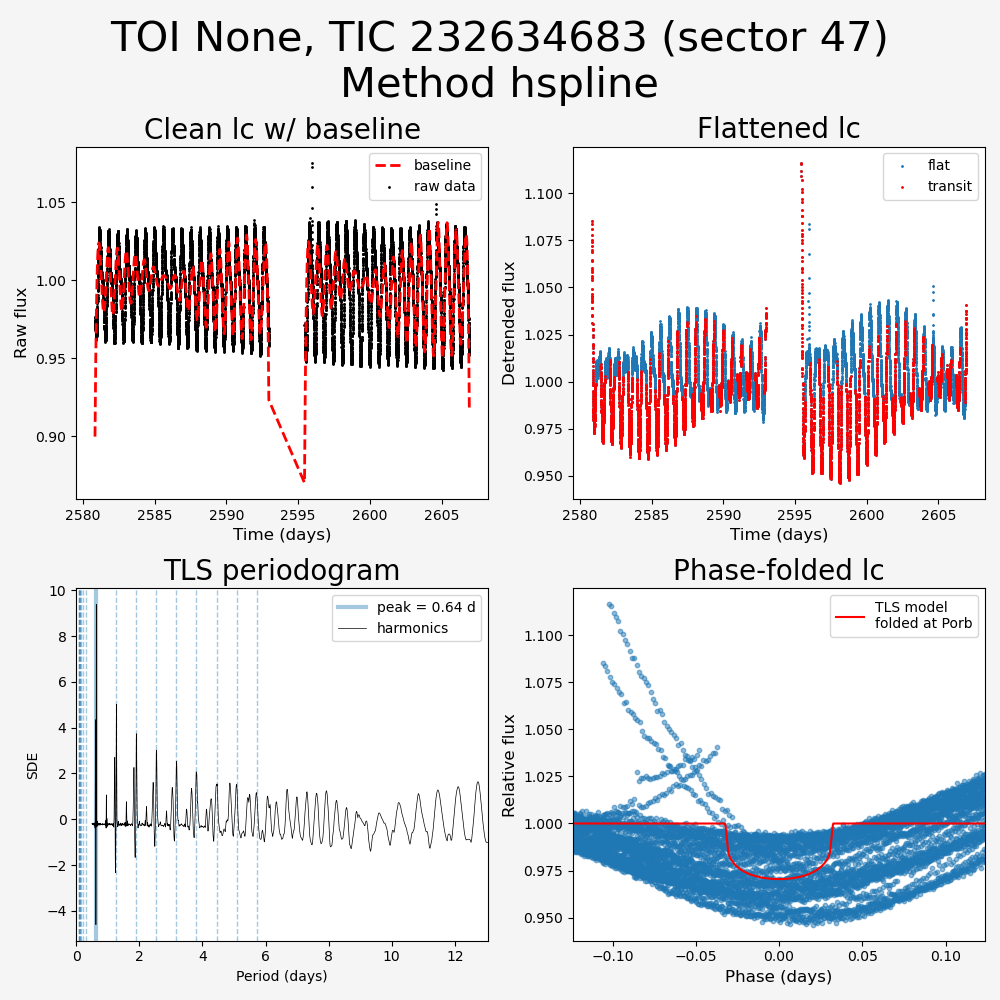 TOI None, TIC 232634683 (sector 47)
Method hspline
Clean lc w/ baseline
Flattened lc
baseline
raw data
flat
transit
1.05
1.00
0.95
0.90
Raw flux
2580
2585
2590
2595
2600
2605
Time (days)
1.100
1.075
1.050
1.025
1.000
0.975
0.950
Detrended flux
2580
2585
2590
2595
2600
2605
Time (days)
TLS periodogram
Phase-folded lc
peak = 0.64 d
harmonics
TLS model
folded at Porb
10
8
6
4
2
0
−2
−4
SDE
0
2
4
6
8
10
12
Period (days)
1.100
1.075
1.050
1.025
1.000
0.975
0.950
Relative flux
−0.10
−0.05
0.00
0.05
0.10
Phase (days)